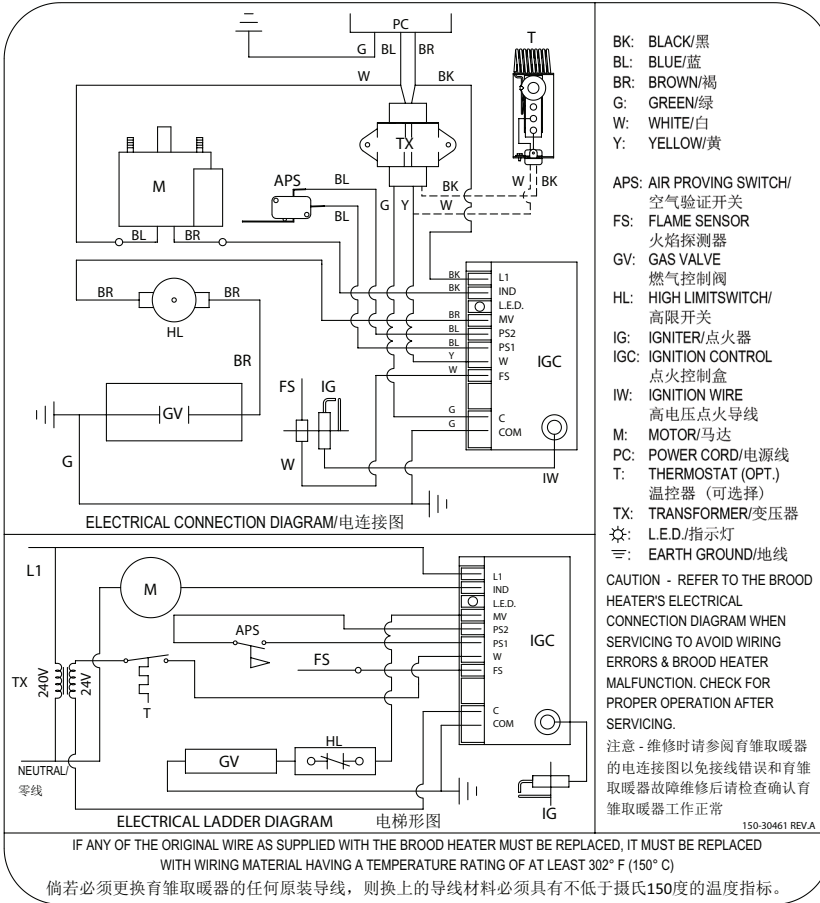 PC
G BL BR
W BK
T
TX
M
APS BL
BL
G Y
BK
W
W BK
BL BR
BR BR
HL
BR
BK L1
BK IND
L.E.D.
BR MV
BL PS2
BL PS1
Y W
W FS
IGC
G C
G COM
GV
G
FS IG
W
IW
ELECTRICAL CONNECTION DIAGRAM/电连接图
L1
M
L1
IND
L.E.D.
MV
PS2
PS1
W
FS
IGC
C
COM
APS
FS
TX
240V
24V
T
HL
GV
NEUTRAL/
零线
IG
ELECTRICAL LADDER DIAGRAM 电梯形图
BK: BLACK/黑
BL: BLUE/蓝
BR: BROWN/褐
G: GREEN/绿
W: WHITE/白
Y: YELLOW/黄
APS: AIR PROVING SWITCH/
空气验证开关
FS: FLAME SENSOR
火焰探测器
GV: GAS VALVE
燃气控制阀
HL: HIGH LIMITSWITCH/
高限开关
IG: IGNITER/点火器
IGC: IGNITION CONTROL
点火控制盒
IW: IGNITION WIRE
高电压点火导线
M: MOTOR/马达
PC: POWER CORD/电源线
T: THERMOSTAT (OPT.)
温控器（可选择）
TX: TRANSFORMER/变压器
: L.E.D./指示灯
: EARTH GROUND/地线
CAUTION - REFER TO THE BROOD
HEATER'S ELECTRICAL
CONNECTION DIAGRAM WHEN
SERVICING TO AVOID WIRING
ERRORS & BROOD HEATER
MALFUNCTION. CHECK FOR
PROPER OPERATION AFTER
SERVICING.
注意 - 维修时请参阅育雏取暖器
的电连接图以免接线错误和育雏
取暖器故障维修后请检查确认育
雏取暖器工作正常
150-30461 REV.A
IF ANY OF THE ORIGINAL WIRE AS SUPPLIED WITH THE BROOD HEATER MUST BE REPLACED, IT MUST BE REPLACED
WITH WIRING MATERIAL HAVING A TEMPERATURE RATING OF AT LEAST 302° F (150° C)
倘若必须更换育雏取暖器的任何原装导线，则换上的导线材料必须具有不低于摄氏150度的温度指标。